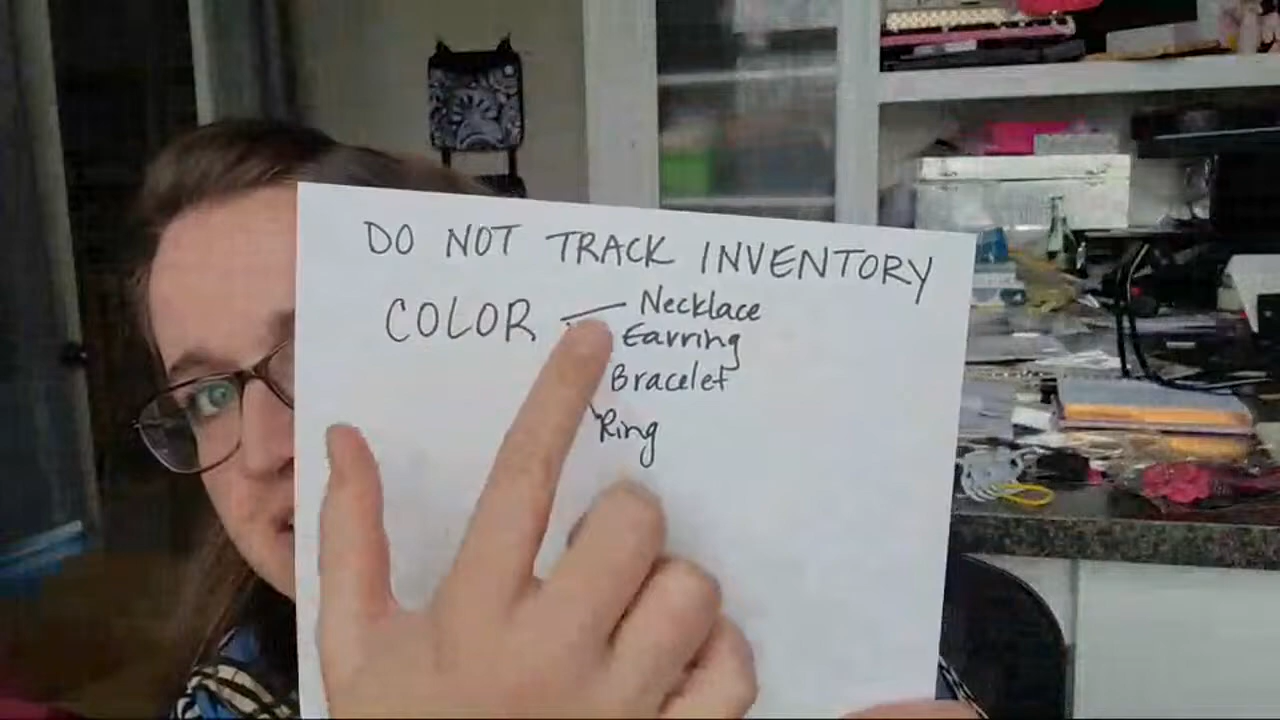 DO NOT TRACK INVENTORY
COLOR Necklace
Earring
Bracelet
Ring